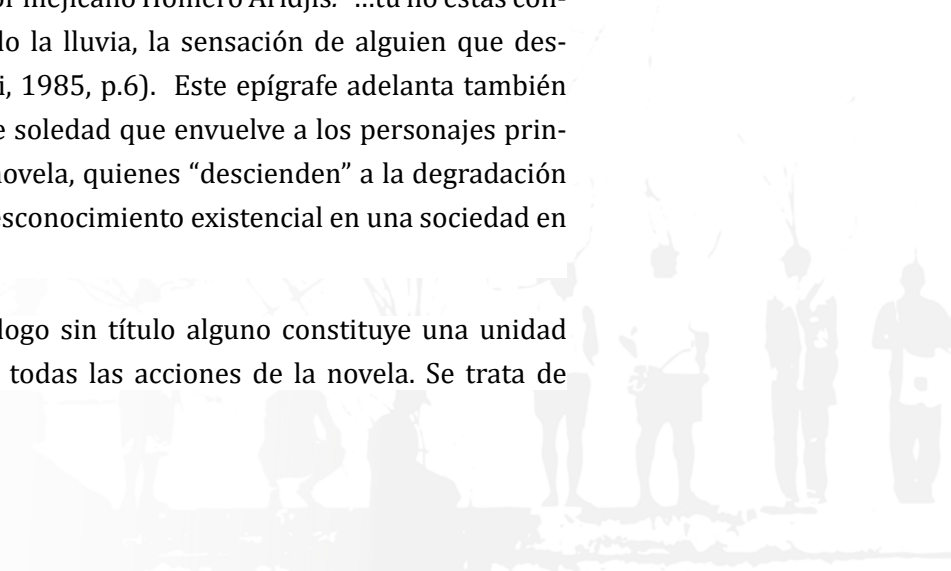 mejicano Homero Aridjis: “...tú no estás con-
lo la lluvia, la sensación de alguien que des-
i, 1985, p.6). Este epígrafe adelanta también
e soledad que envuelve a los personajes prin-
novela, quienes “descienden” a la degradación
esconocimiento existencial en una sociedad en
logo sin título alguno constituye una unidad
todas las acciones de la novela. Se trata de